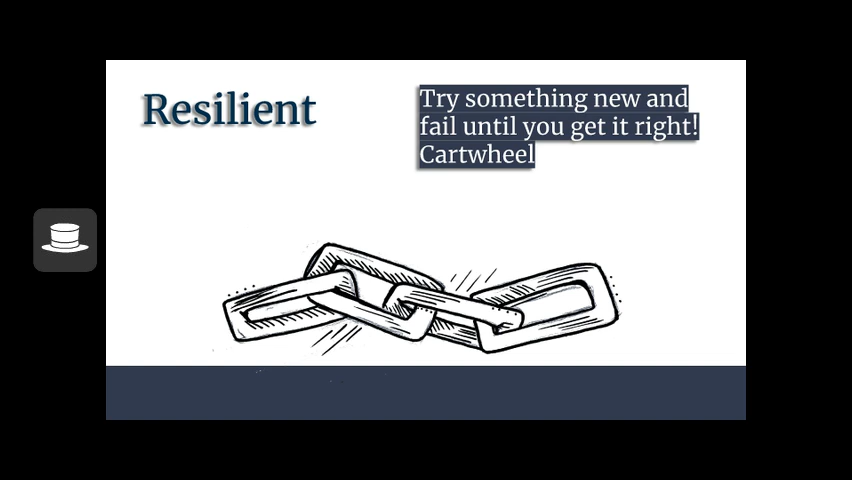 Resilient
Try something new and
fail until you get it right!
Cartwheel